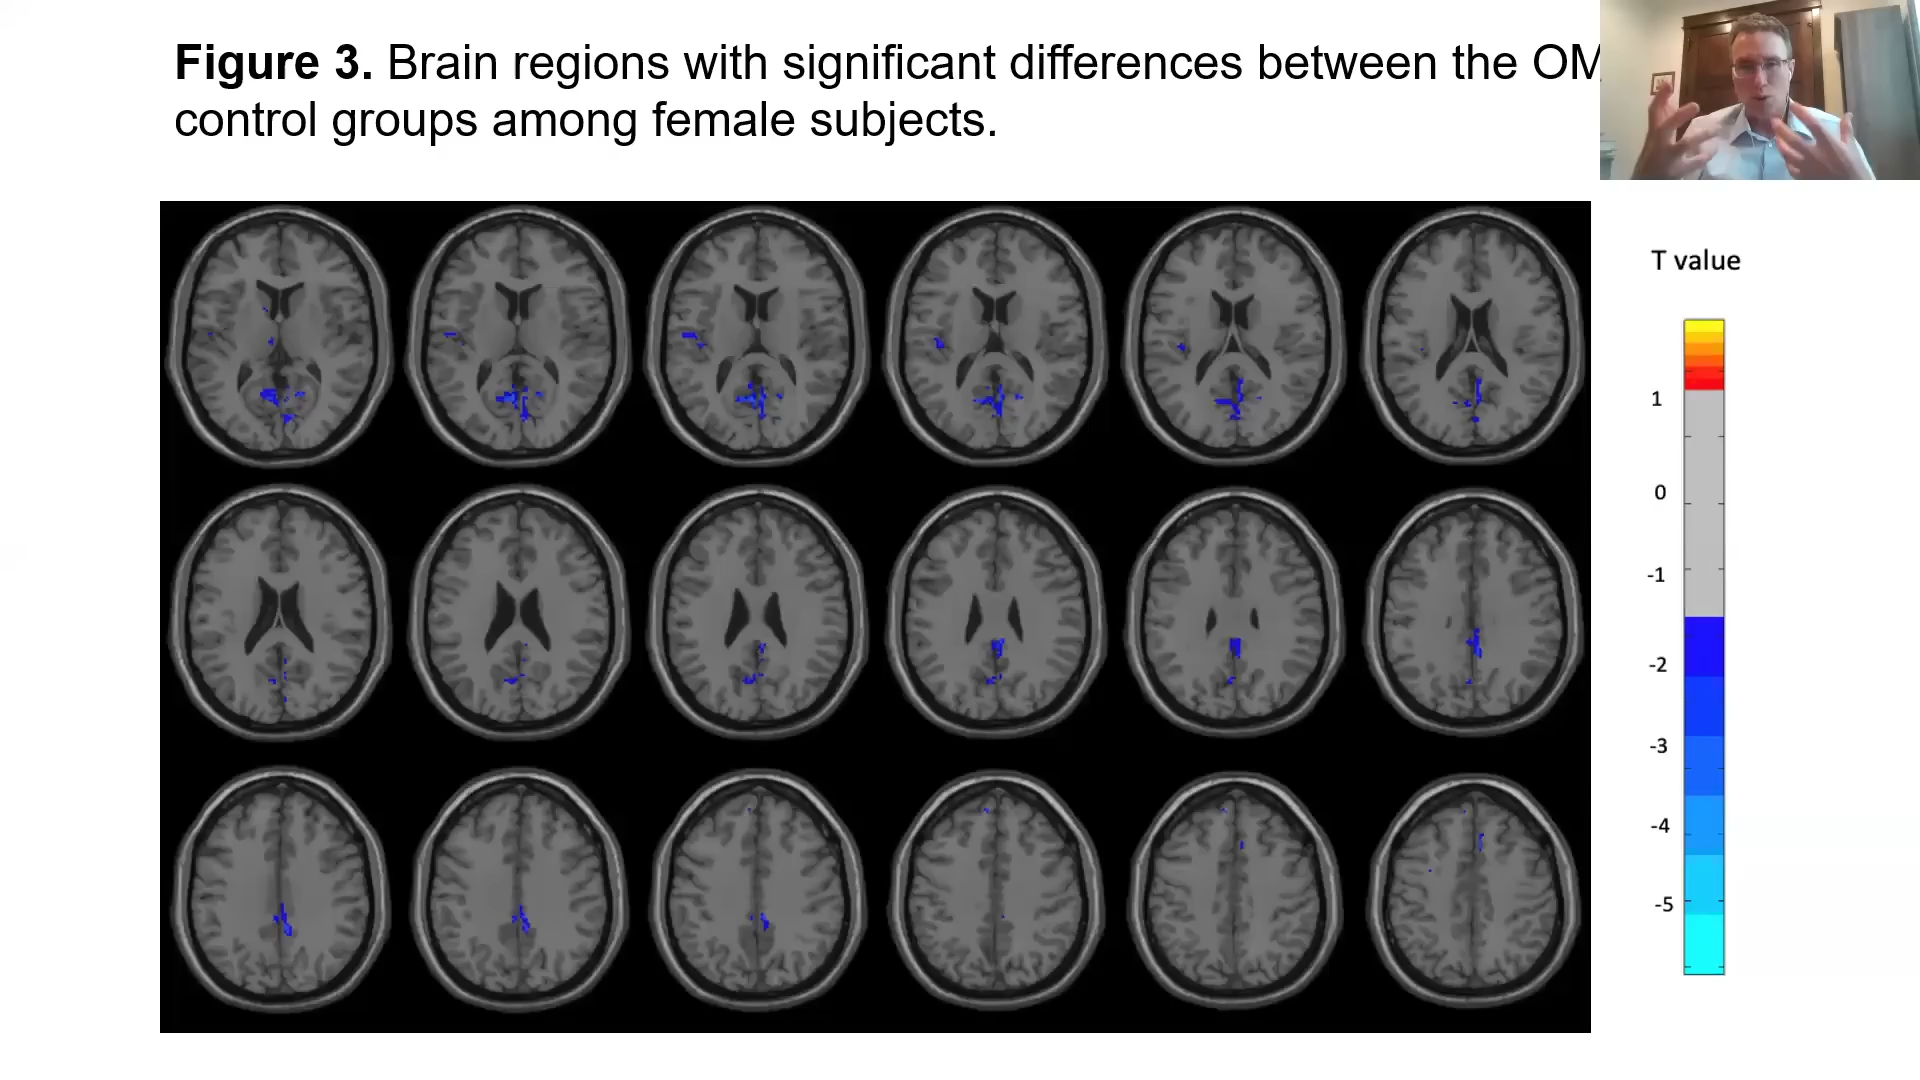 Figure 3. Brain regions with significant differences between the
control groups among female subjects.
T value
1
0
-1
-2
-3
-4
-5